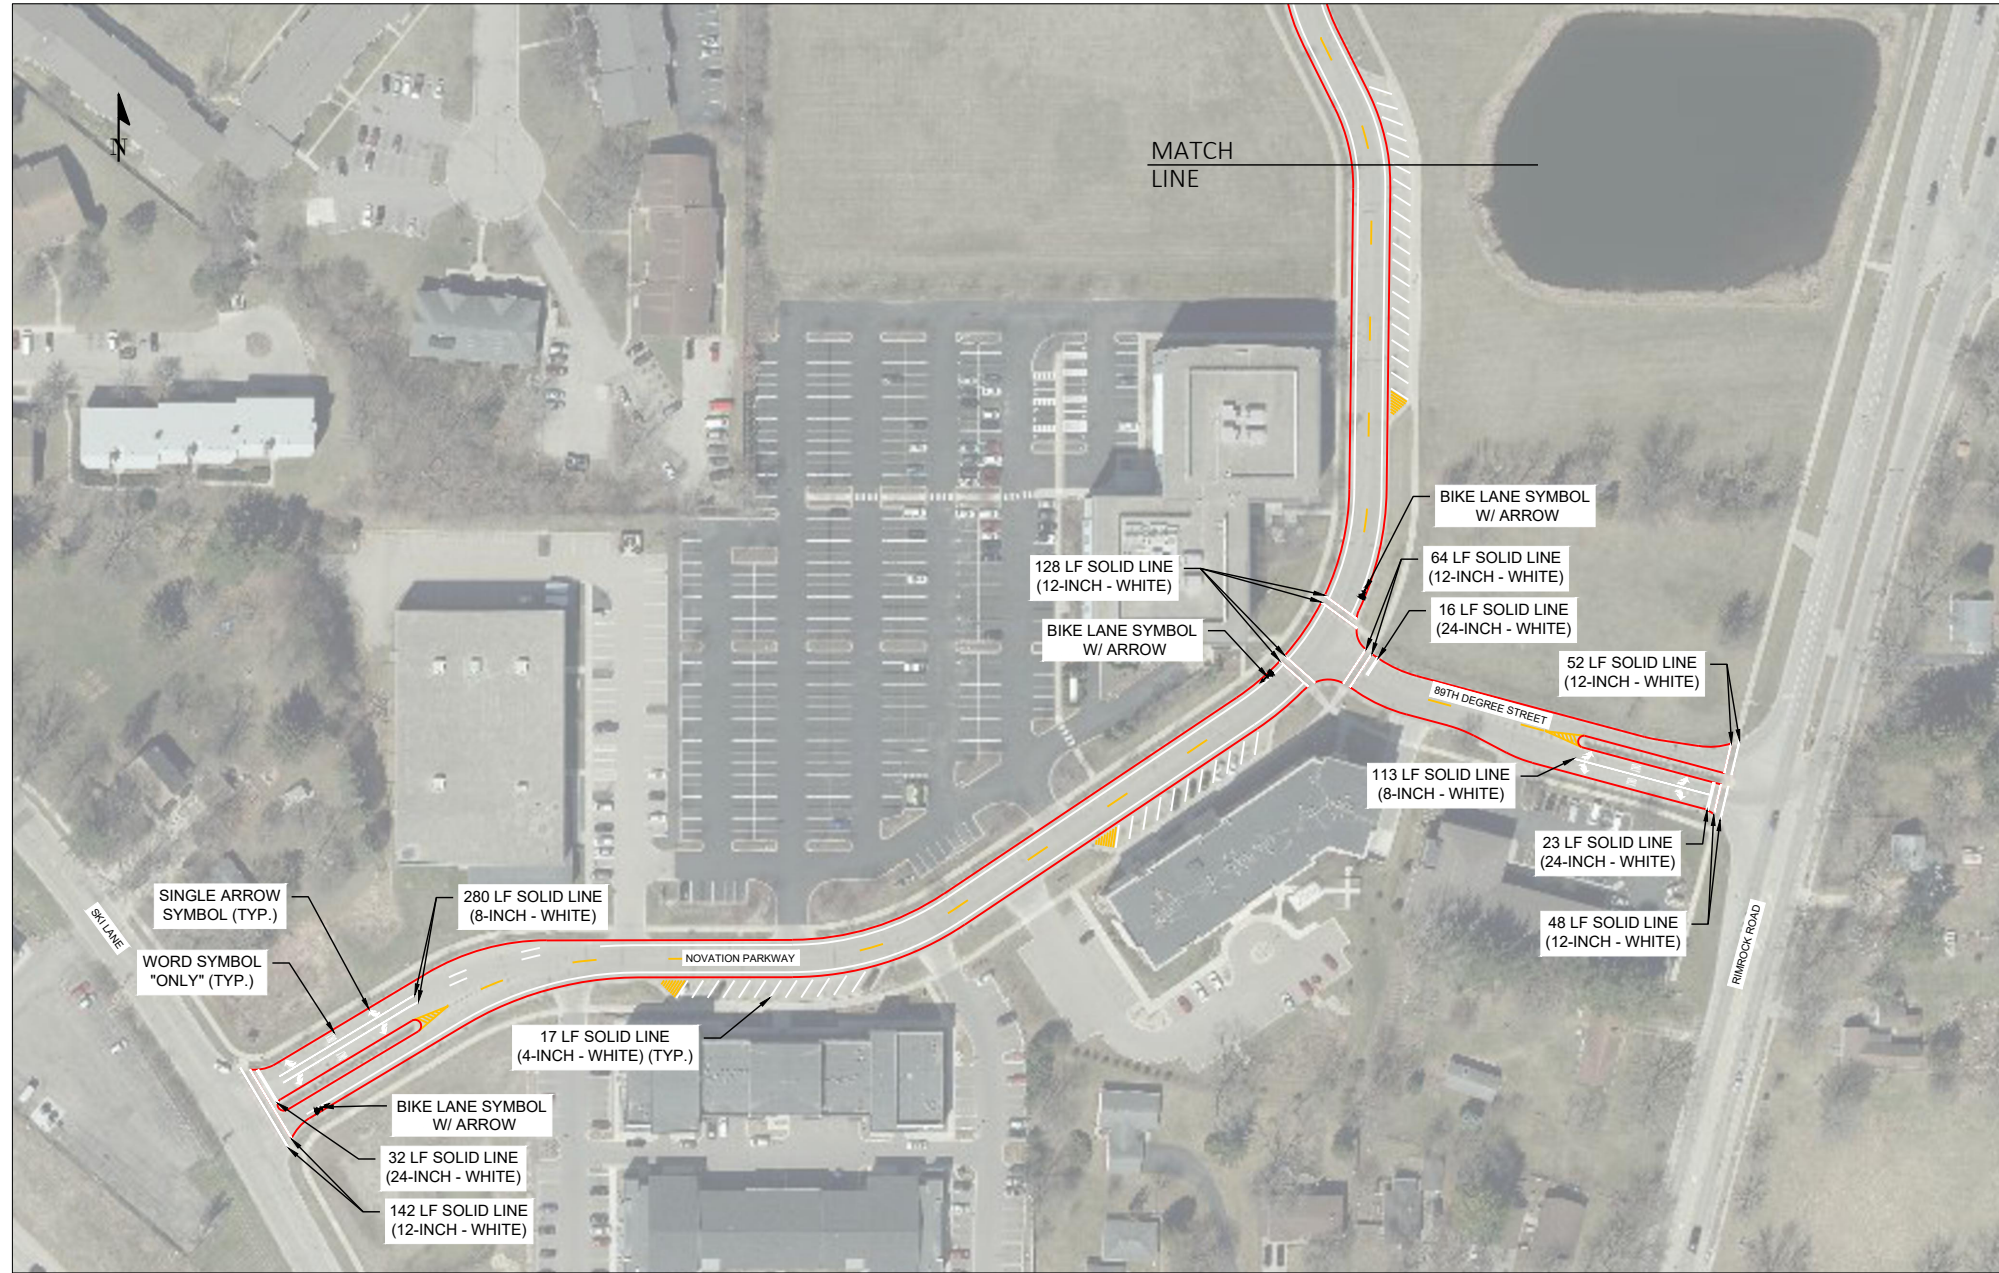 N
MATCH
LINE
BIKE LANE SYMBOL
W/ ARROW
128 LF SOLID LINE
(12-INCH - WHITE)
64 LF SOLID LINE
(12-INCH - WHITE)
16 LF SOLID LINE
(24-INCH - WHITE)
BIKE LANE SYMBOL
W/ ARROW
52 LF SOLID LINE
(12-INCH - WHITE)
89TH DEGREE STREET
113 LF SOLID LINE
(8-INCH - WHITE)
23 LF SOLID LINE
(24-INCH - WHITE)
48 LF SOLID LINE
(12-INCH - WHITE)
RIMROCK ROAD
SINGLE ARROW
SYMBOL (TYP.)
280 LF SOLID LINE
(8-INCH - WHITE)
SKI LANE
WORD SYMBOL
"ONLY" (TYP.)
NOVATION PARKWAY
17 LF SOLID LINE
(4-INCH - WHITE) (TYP.)
BIKE LANE SYMBOL
W/ ARROW
32 LF SOLID LINE
(24-INCH - WHITE)
142 LF SOLID LINE
(12-INCH - WHITE)